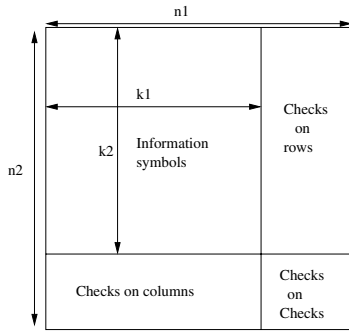 n1
k1
Checks
on
rows
k2
Information
symbols
n2
Checks on columns
Checks
on
Checks